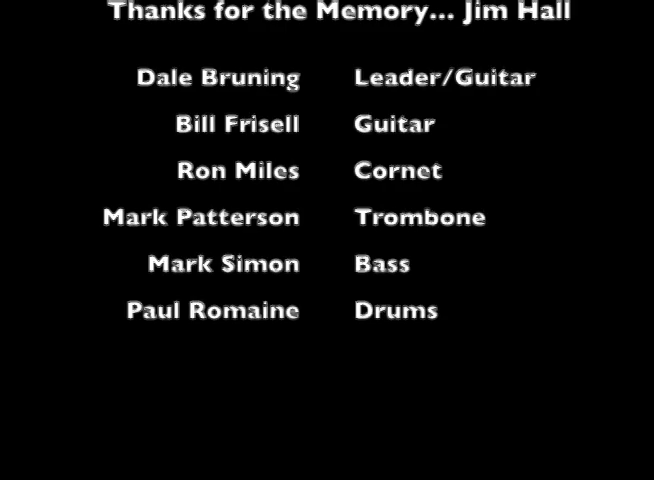 Thanks for the Memory... Jim Hall
Dale Bruning Leader/Guitar
Bill Frisell Guitar
Ron Miles Cornet
Mark Patterson Trombone
Mark Simon Bass
Paul Romaine Drums